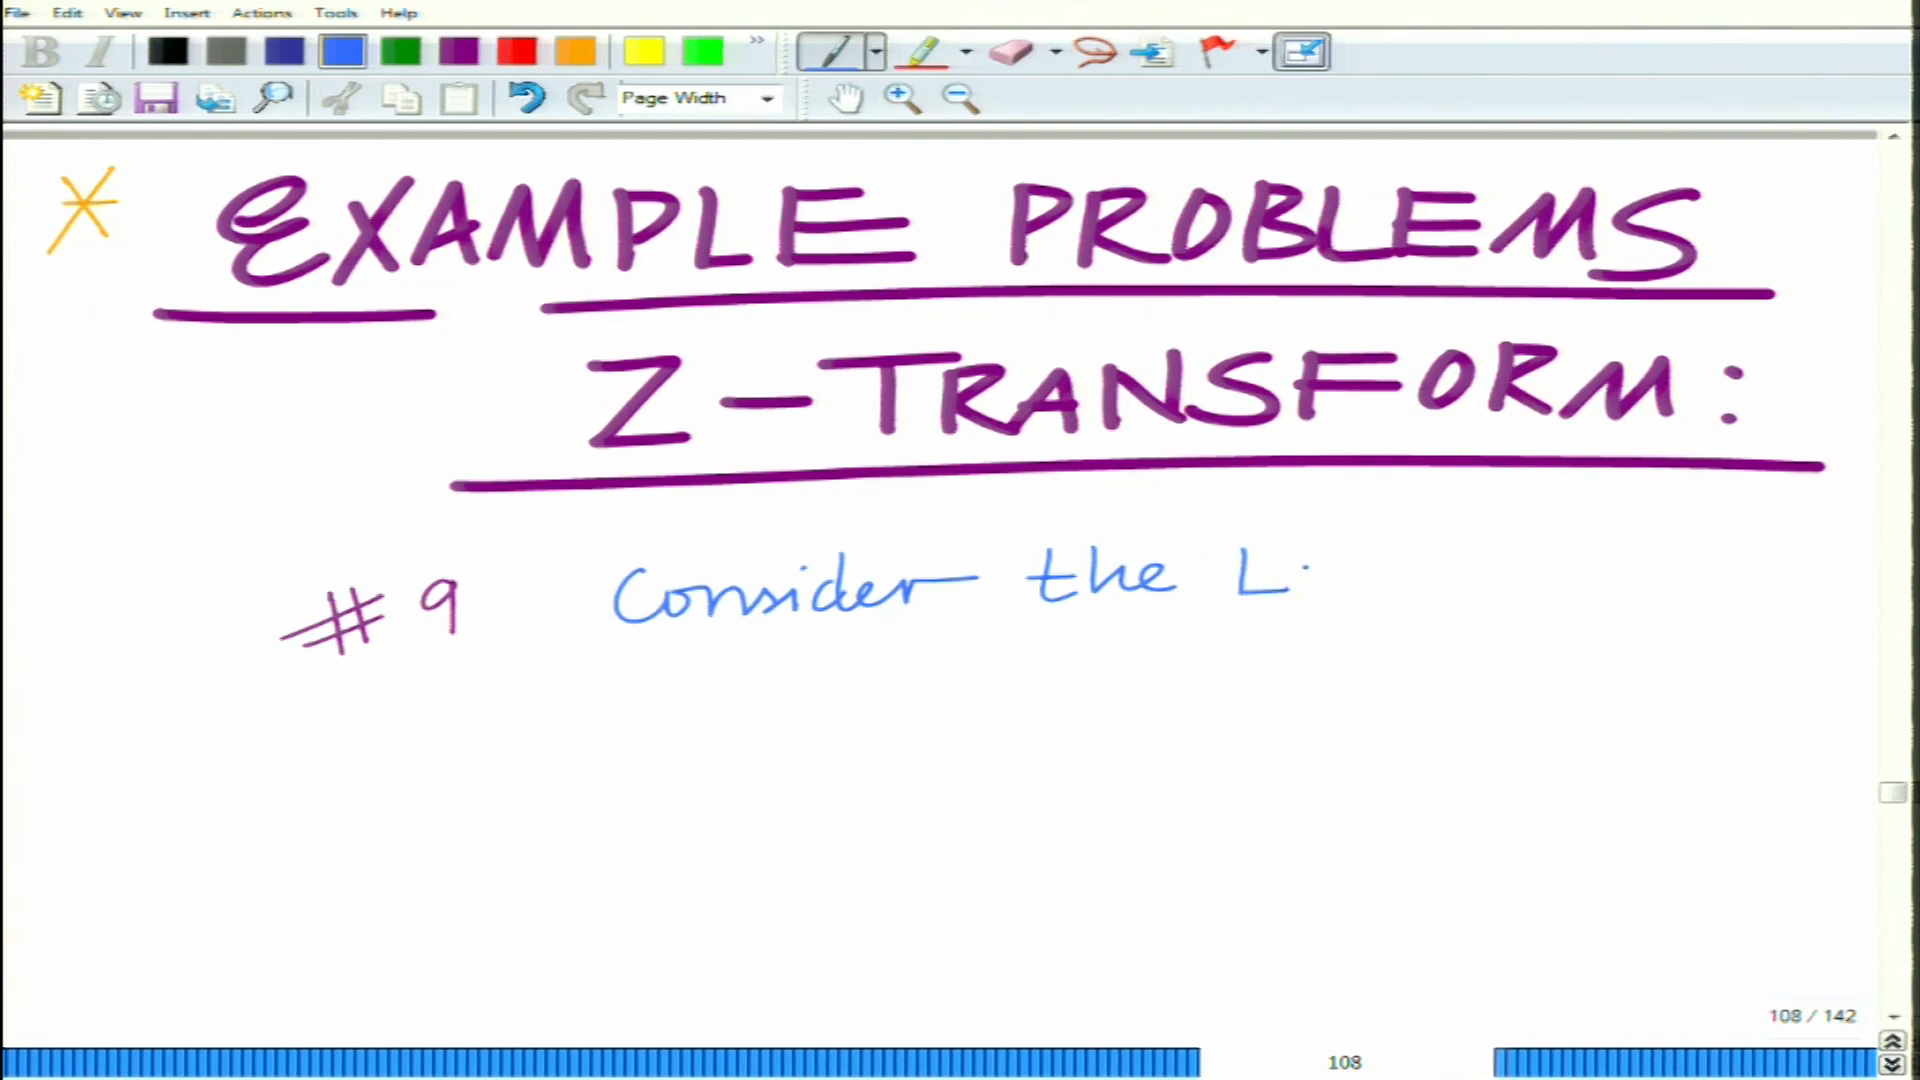 File Edit View Insert Actions Tools Help
B I
Page Width
* EXAMPLE PROBLEMS
Z-TRANSFORM:
#9 Consider the L.
108 / 142
108